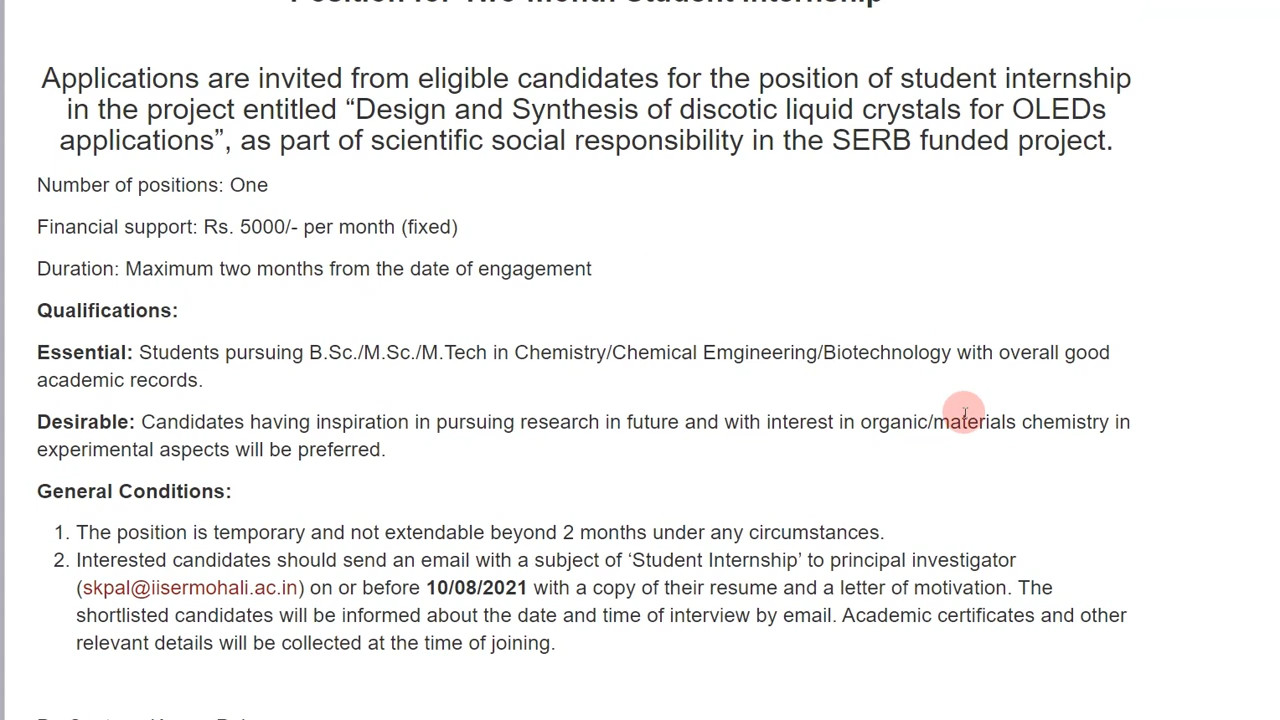 Position for Two-Month Student Internship
Applications are invited from eligible candidates for the position of student internship
in the project entitled “Design and Synthesis of discotic liquid crystals for OLEDs
applications”, as part of scientific social responsibility in the SERB funded project.
Number of positions: One
Financial support: Rs. 5000/- per month (fixed)
Duration: Maximum two months from the date of engagement
Qualifications:
Essential: Students pursuing B.Sc./M.Sc./M.Tech in Chemistry/Chemical Emgineering/Biotechnology with overall good
academic records.
Desirable: Candidates having inspiration in pursuing research in future and with interest in organic/materials chemistry in
experimental aspects will be preferred.
General Conditions:
1. The position is temporary and not extendable beyond 2 months under any circumstances.
2. Interested candidates should send an email with a subject of ‘Student Internship’ to principal investigator
(skpal@iisermohali.ac.in) on or before 10/08/2021 with a copy of their resume and a letter of motivation. The
shortlisted candidates will be informed about the date and time of interview by email. Academic certificates and other
relevant details will be collected at the time of joining.